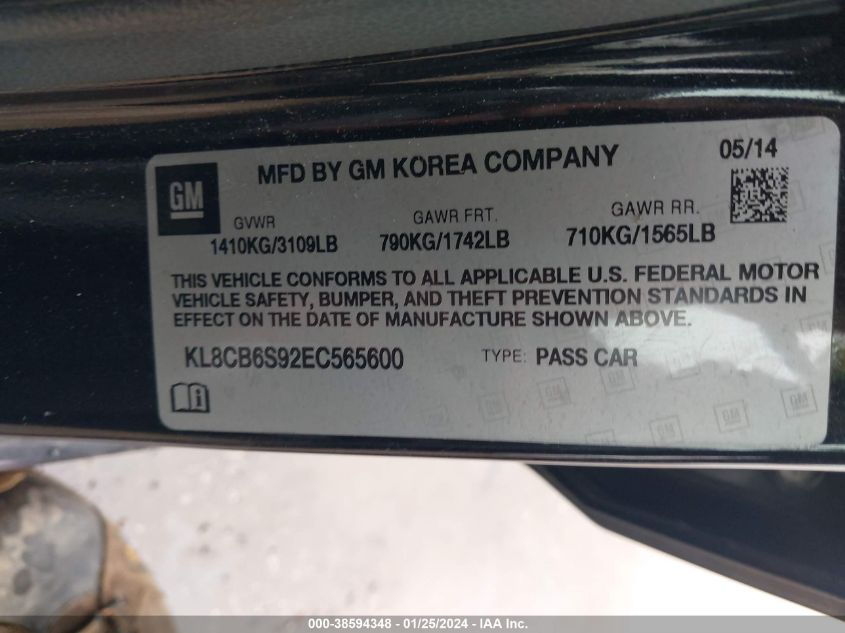 GM
MFD BY GM KOREA COMPANY
05/14
GVWR
1410KG/3109LB
GAWR FRT.
790KG/1742LB
GAWR RR.
710KG/1565LB
THIS VEHICLE CONFORMS TO ALL APPLICABLE U.S. FEDERAL MOTOR
VEHICLE SAFETY, BUMPER, AND THEFT PREVENTION STANDARDS IN
EFFECT ON THE DATE OF MANUFACTURE SHOWN ABOVE.
KL8CB6S92EC565600
TYPE: PASS CAR
000-38594348 - 01/25/2024 - IAA Inc.